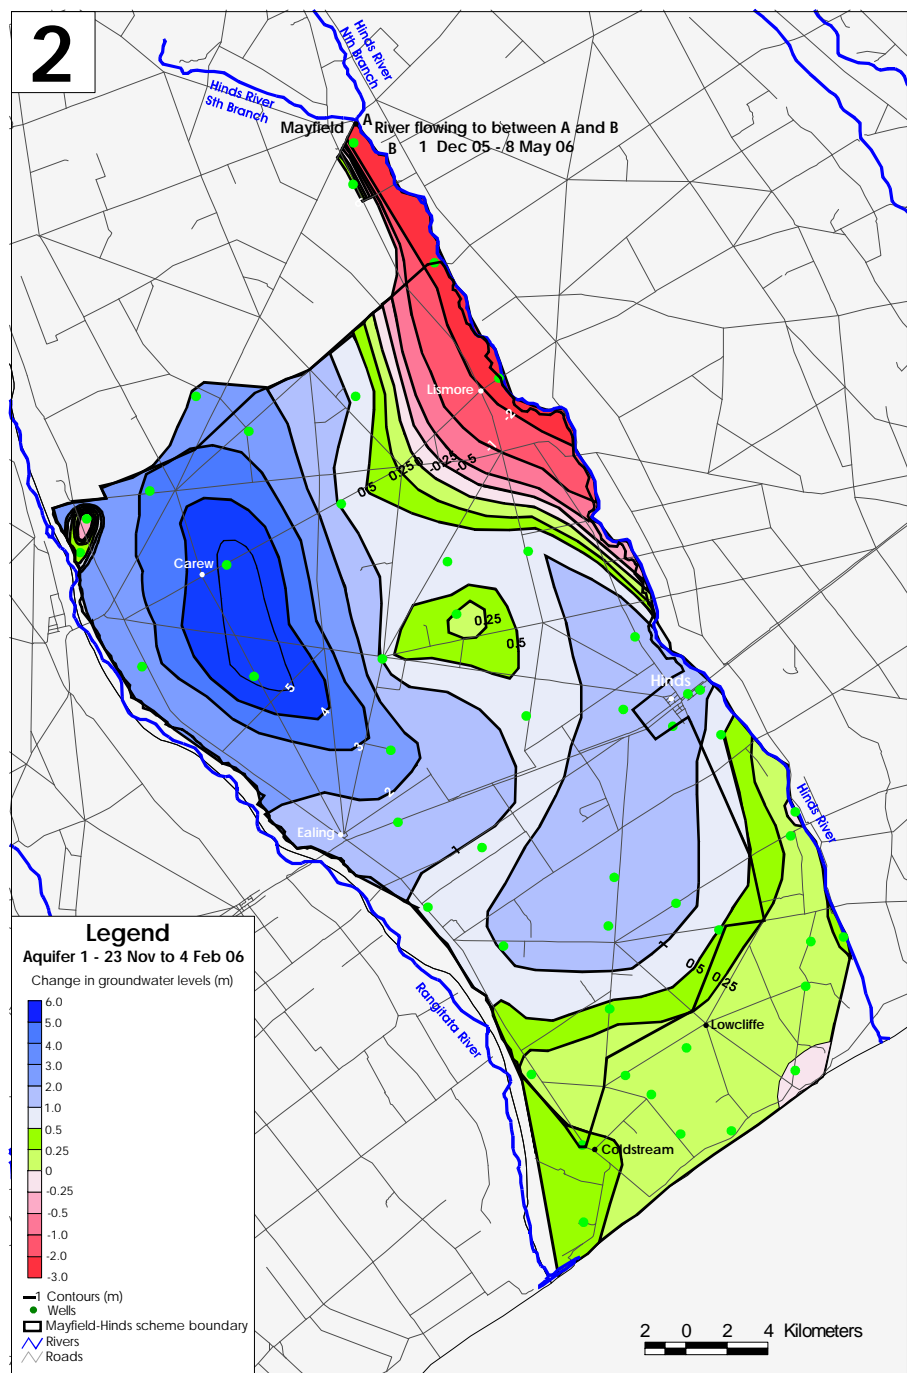 2
Hinds River
Nth Branch
Hinds River
Sth Branch
Mayfield
A
River flowing to between A and B
B
1 Dec 05 - 8 May 06
Lismore
-2
-1
0.5
0.25
0
-0.25
-0.5
Carew
0.25
0.5
Hinds
5
4
3
2
Ealing
1
Hinds River
1
0.5
0.25
Rangitata River
Lowcliffe
Coldstream
Legend
Aquifer 1 - 23 Nov to 4 Feb 06
Change in groundwater levels (m)
6.0
5.0
4.0
3.0
2.0
1.0
0.5
0.25
0
-0.25
-0.5
-1.0
-2.0
-3.0
1 Contours (m)
Wells
Mayfield-Hinds scheme boundary
Rivers
Roads
2 0 2 4 Kilometers